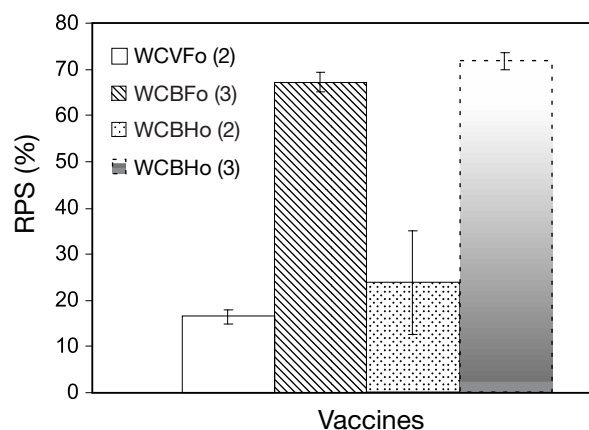 80
70
60
50
40
30
20
10
0
RPS (%)
WCVFo (2)
WCBFo (3)
WCBHo (2)
WCBHo (3)
Vaccines